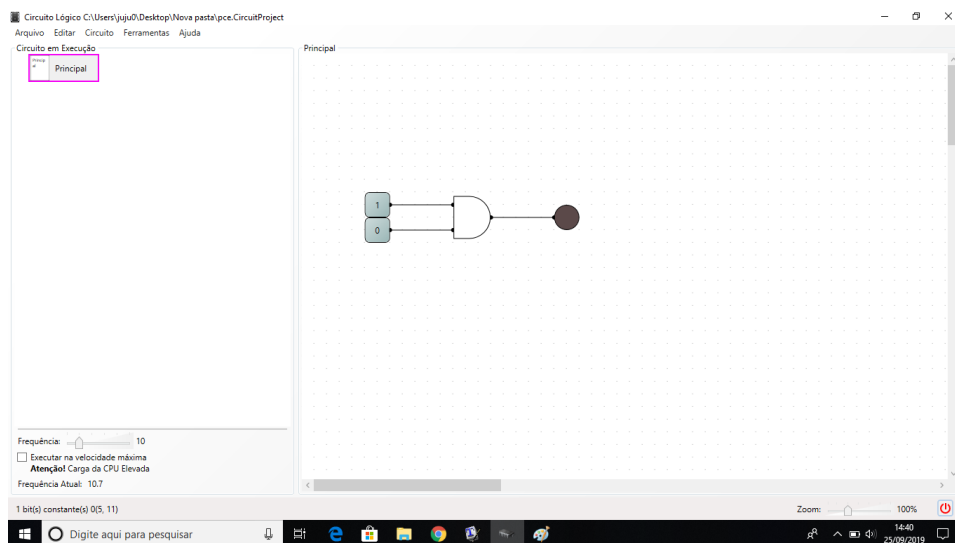 Circuito Lógico C:\Users\juju0\Desktop\Nova pasta\pce.CircuitProject
Arquivo Editar Circuito Ferramentas Ajuda
Circuito em Execução
Principal
Princip
al
Principal
1
0
Frequência: 10
Executar na velocidade máxima
Atenção! Carga da CPU Elevada
Frequência Atual: 10.7
1 bit(s) constante(s) 0(5, 11)
Zoom: 100%
Digite aqui para pesquisar
14:40
25/09/2019